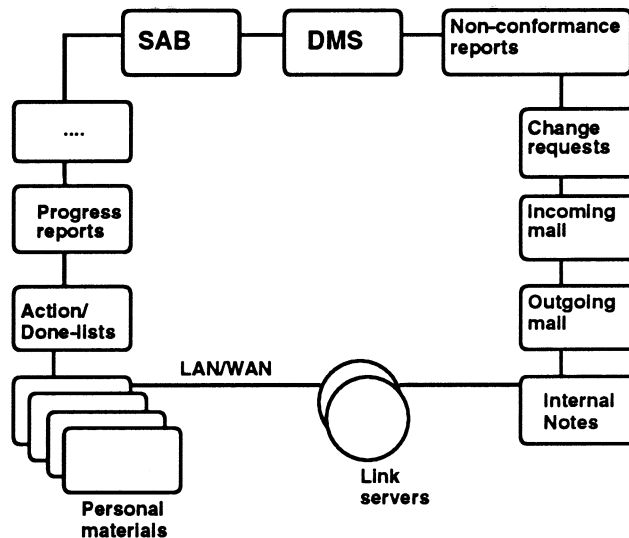 SAB
DMS
Non-conformance
reports
....
Change
requests
Progress
reports
Incoming
mail
Action/
Done-lists
Outgoing
mail
LAN/WAN
Internal
Notes
Link
servers
Personal
materials